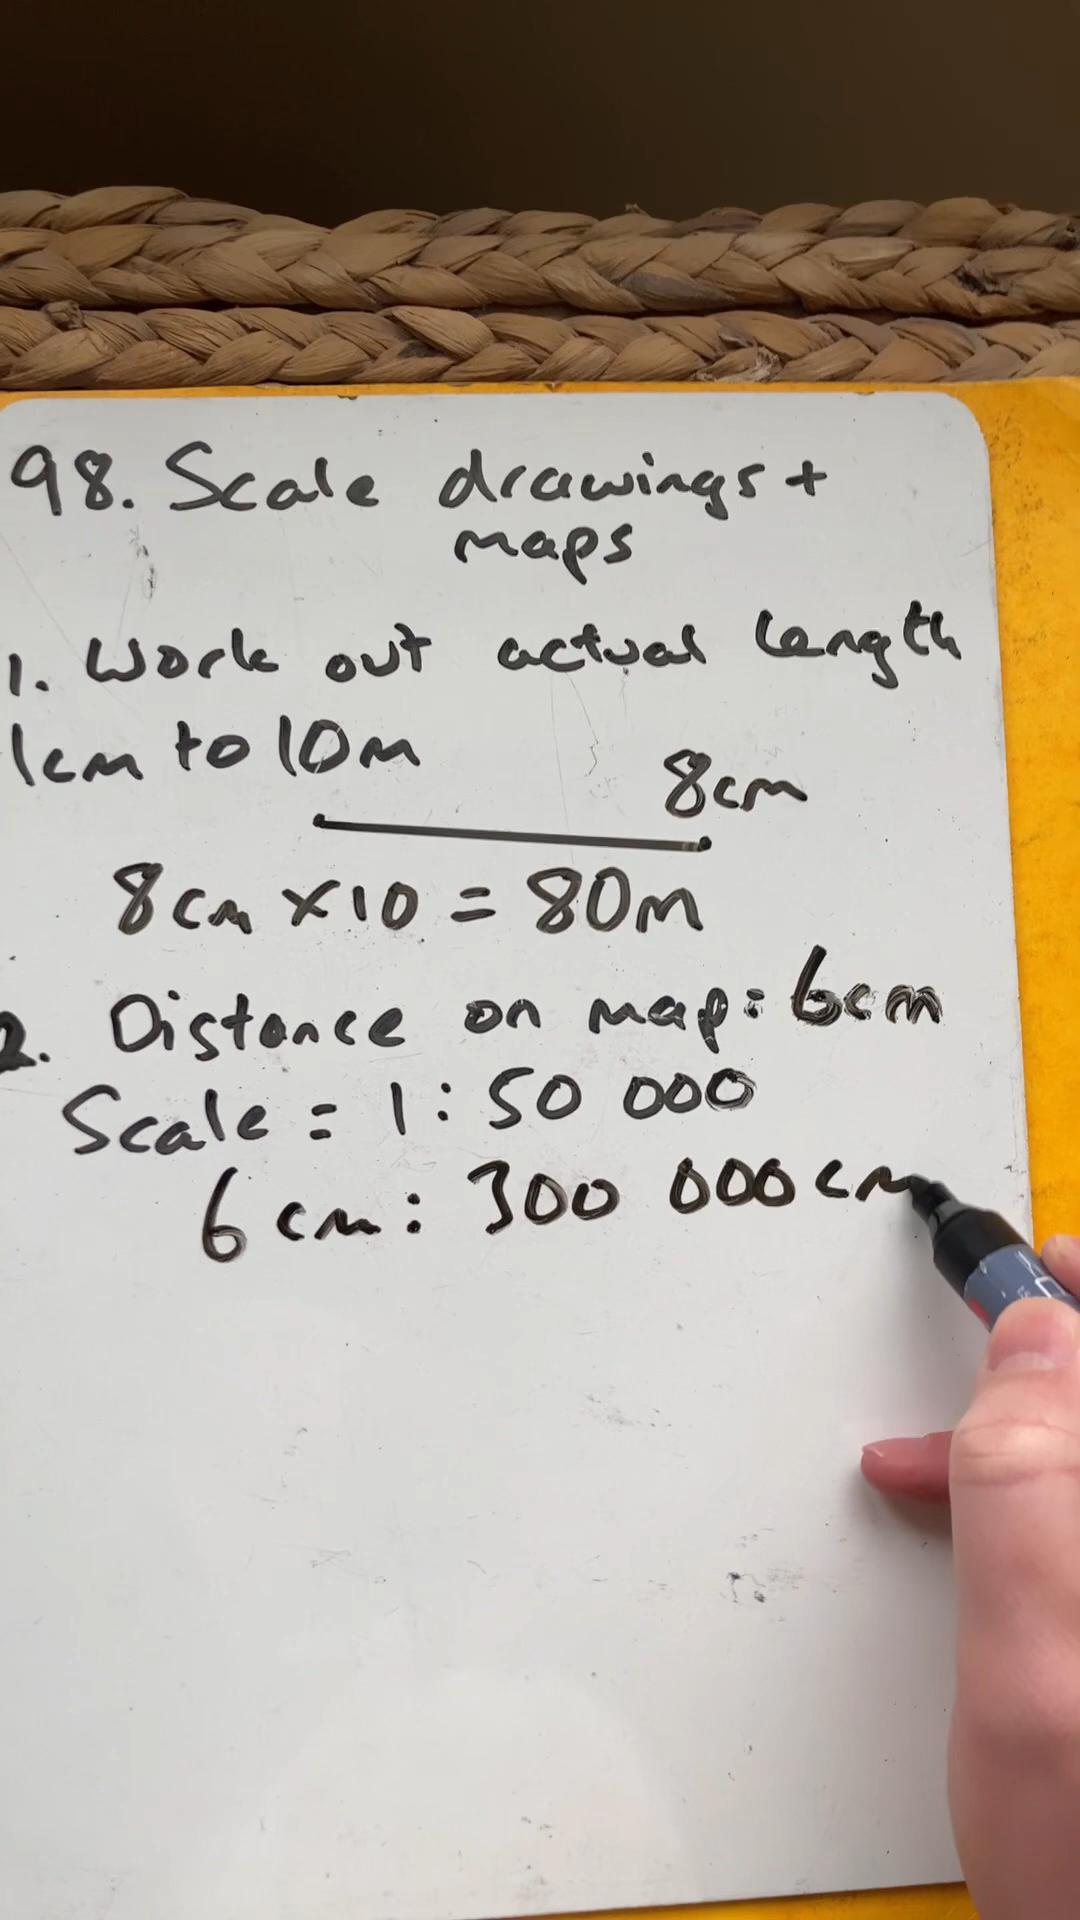 98. Scale drawings +
maps
1. Work out actual length
1cm to 10m
8cm
8cm x10 = 80m
2. Distance on map: 6cm
Scale = 1:50 000
6cm: 300 000cm